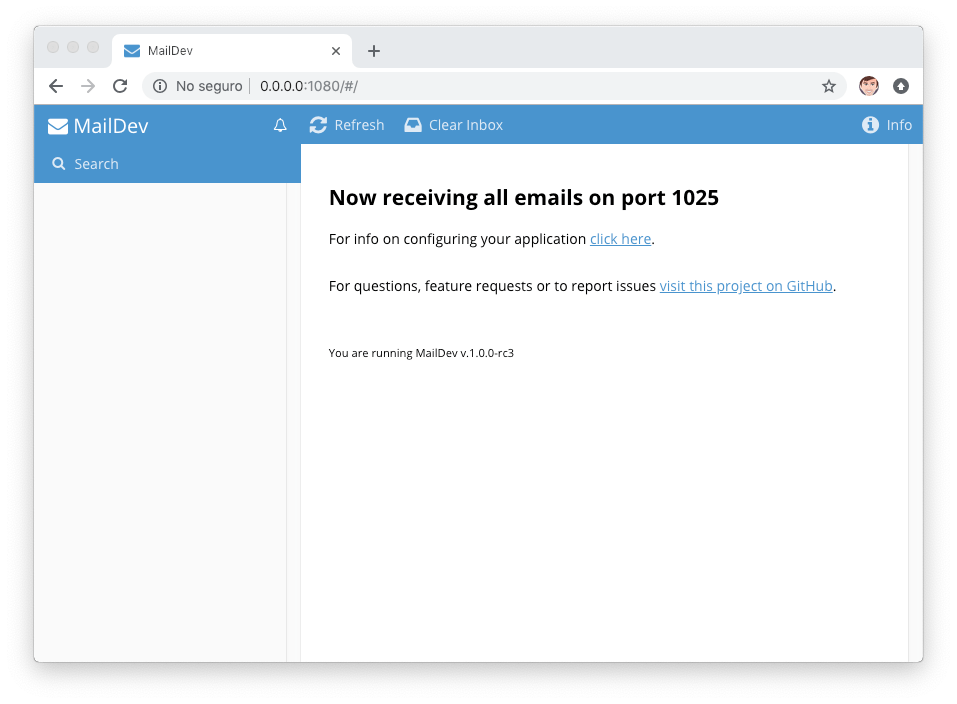 MailDev
No seguro
0.0.0.0:1080/#/
MailDev
Refresh
Clear Inbox
Info
Search
Now receiving all emails on port 1025
For info on configuring your application click here.
For questions, feature requests or to report issues visit this project on GitHub.
You are running MailDev v.1.0.0-rc3